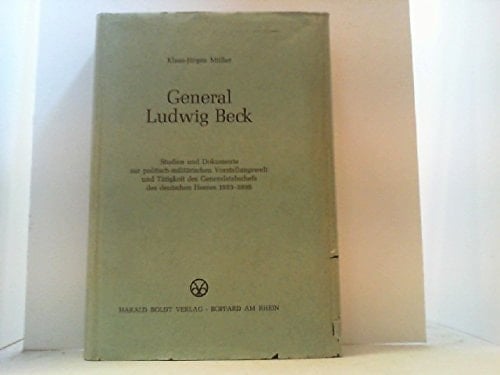 Klaus-Jürgen Müller
General
Ludwig Beck
Studien und Dokumente
zur politisch-militärischen Vorstellungswelt
und Tätigkeit des Generalstabschefs
des deutschen Heeres 1933–1938
HARALD BOLDT VERLAG · BOPPARD AM RHEIN